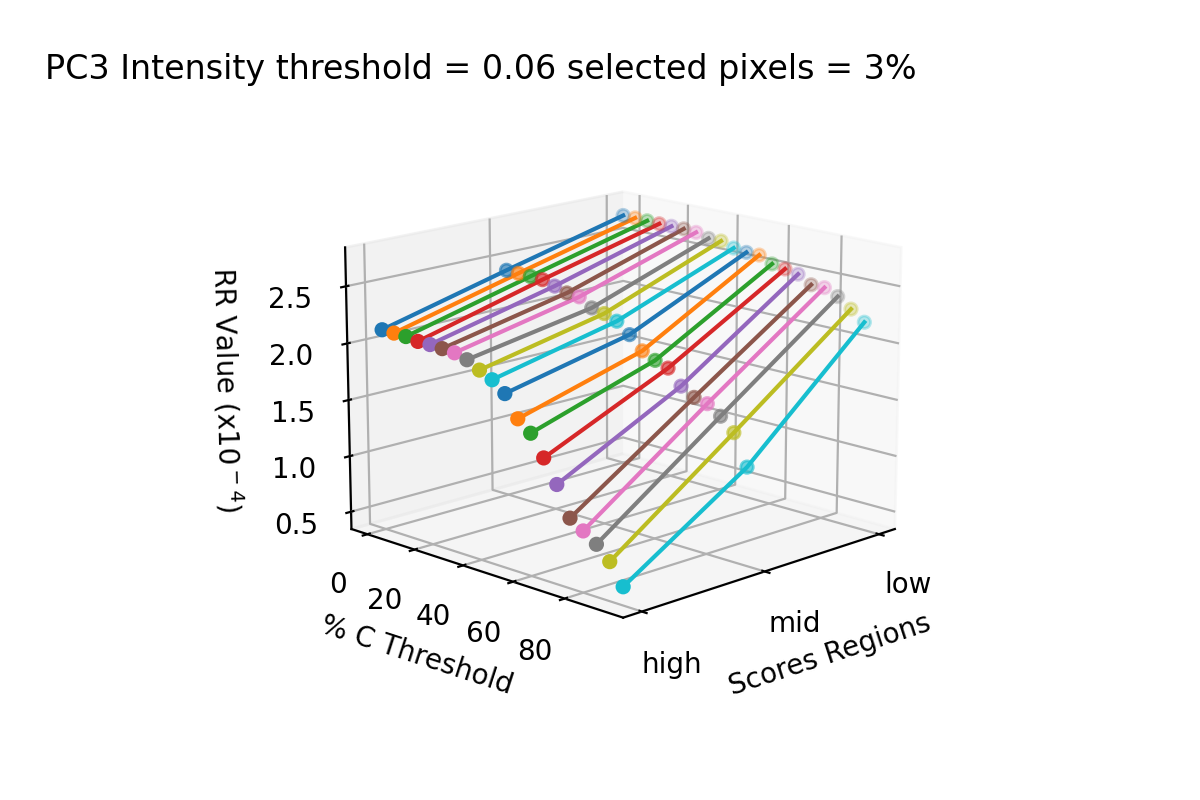 PC3 Intensity threshold = 0.06 selected pixels = 3%
RR Value (x10⁻⁴)
2.5
2.0
1.5
1.0
0.5
0
20
40
60
80
% C Threshold
high
mid
low
Scores Regions